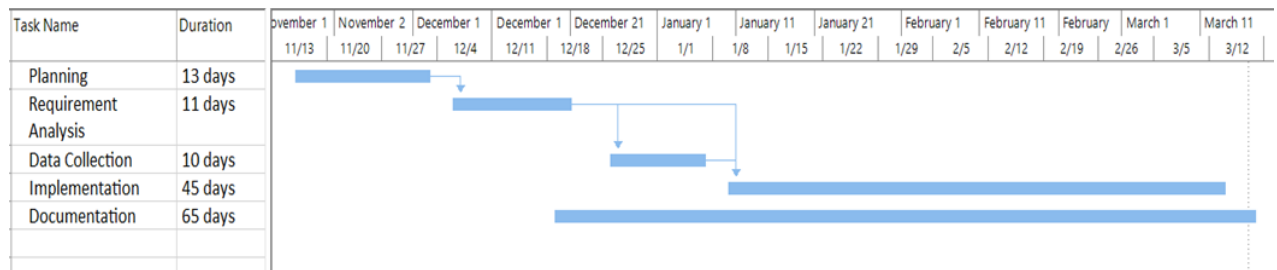 Task Name Duration ovember 1 November 2 December 1 December 1 December 21 January 1 January 11 January 21 February 1 February 11 February March 1 March 11
11/13 11/20 11/27 12/4 12/11 12/18 12/25 1/1 1/8 1/15 1/22 1/29 2/5 2/12 2/19 2/26 3/5 3/12
Planning 13 days
Requirement 11 days
Analysis
Data Collection 10 days
Implementation 45 days
Documentation 65 days